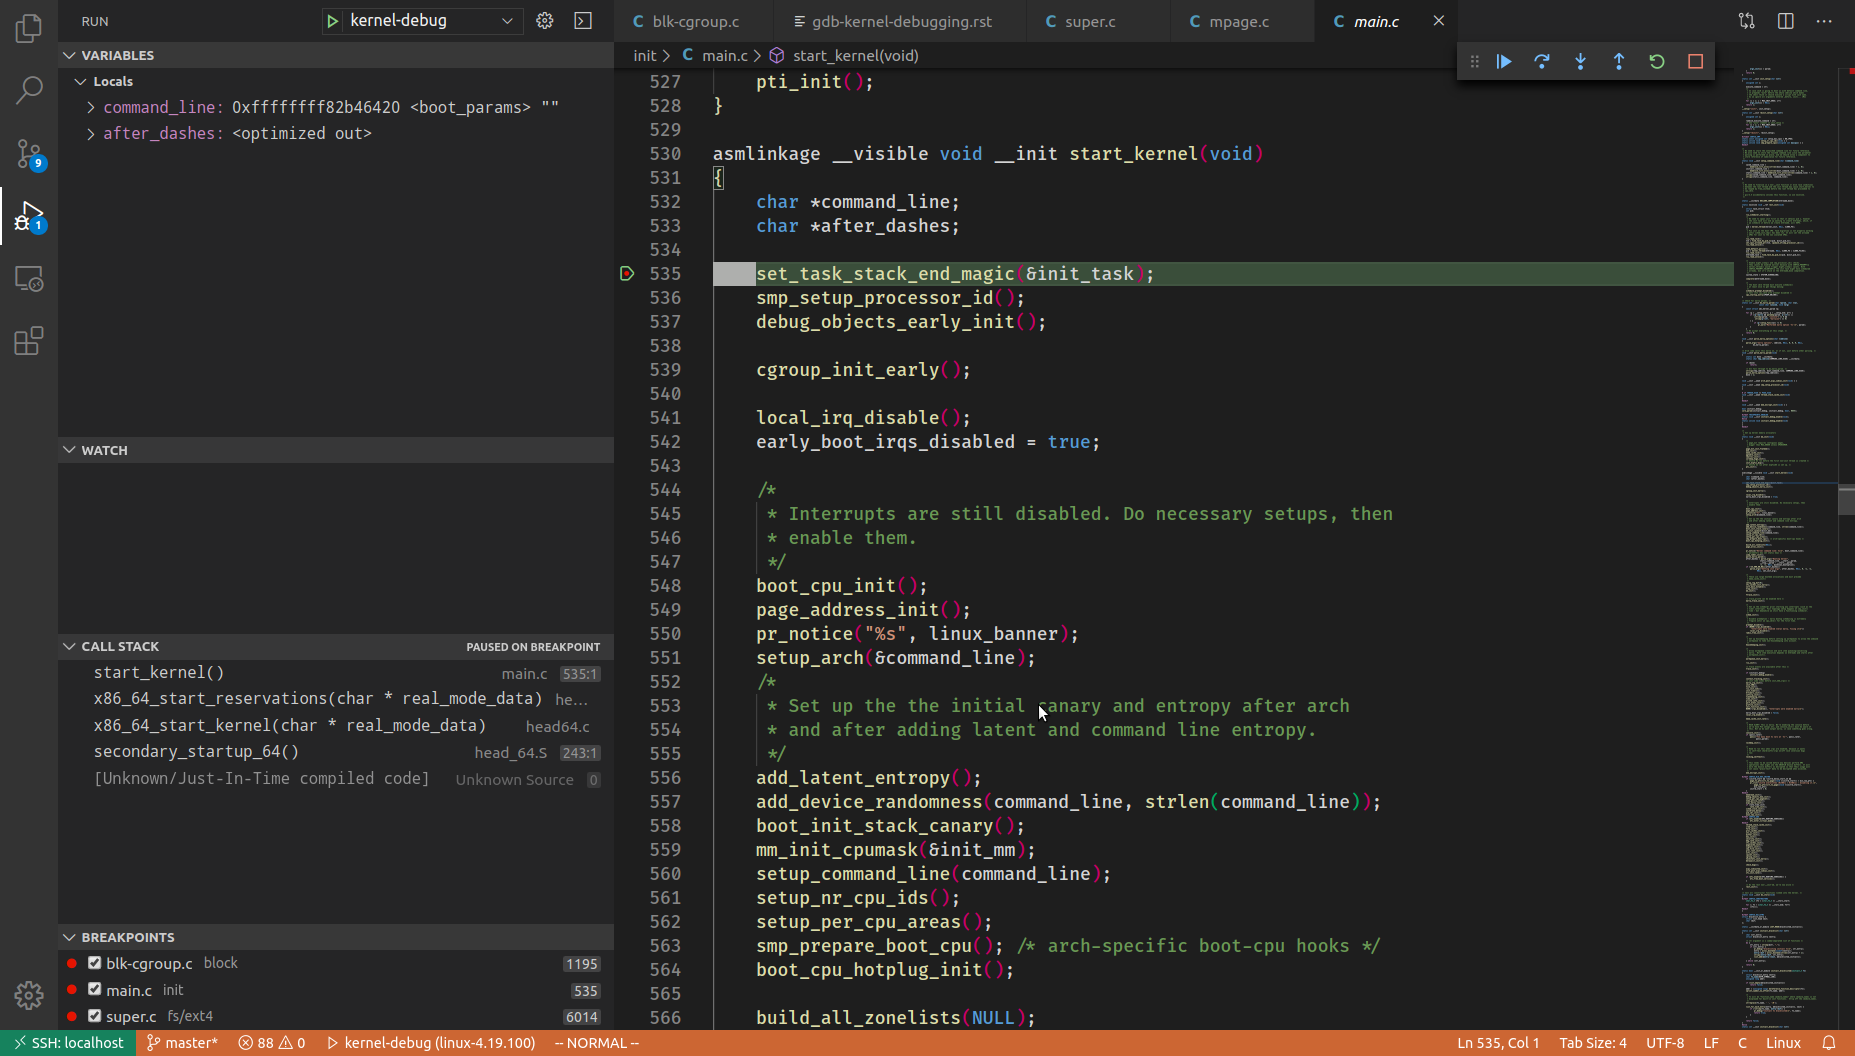 RUN
kernel-debug
C blk-cgroup.c
gdb-kernel-debugging.rst
C super.c
C mpage.c
C main.c
VARIABLES
init > C main.c > start_kernel(void)
Locals
command_line: 0xffffffff82b46420 <boot_params> ""
after_dashes: <optimized out>
WATCH
CALL STACK PAUSED ON BREAKPOINT
start_kernel() main.c 535:1
x86_64_start_reservations(char * real_mode_data) he...
x86_64_start_kernel(char * real_mode_data) head64.c
secondary_startup_64() head_64.S 243:1
[Unknown/Just-In-Time compiled code] Unknown Source 0
BREAKPOINTS
blk-cgroup.c block 1195
main.c init 535
super.c fs/ext4 6014
9
1
527 pti_init();
528 }
529
530 asmlinkage __visible void __init start_kernel(void)
531 {
532 char *command_line;
533 char *after_dashes;
534
535 set_task_stack_end_magic(&init_task);
536 smp_setup_processor_id();
537 debug_objects_early_init();
538
539 cgroup_init_early();
540
541 local_irq_disable();
542 early_boot_irqs_disabled = true;
543
544 /*
545 * Interrupts are still disabled. Do necessary setups, then
546 * enable them.
547 */
548 boot_cpu_init();
549 page_address_init();
550 pr_notice("%s", linux_banner);
551 setup_arch(&command_line);
552 /*
553 * Set up the the initial canary and entropy after arch
554 * and after adding latent and command line entropy.
555 */
556 add_latent_entropy();
557 add_device_randomness(command_line, strlen(command_line));
558 boot_init_stack_canary();
559 mm_init_cpumask(&init_mm);
560 setup_command_line(command_line);
561 setup_nr_cpu_ids();
562 setup_per_cpu_areas();
563 smp_prepare_boot_cpu(); /* arch-specific boot-cpu hooks */
564 boot_cpu_hotplug_init();
565
566 build_all_zonelists(NULL);
SSH: localhost master* 88 0 kernel-debug (linux-4.19.100) -- NORMAL -- Ln 535, Col 1 Tab Size: 4 UTF-8 LF C Linux